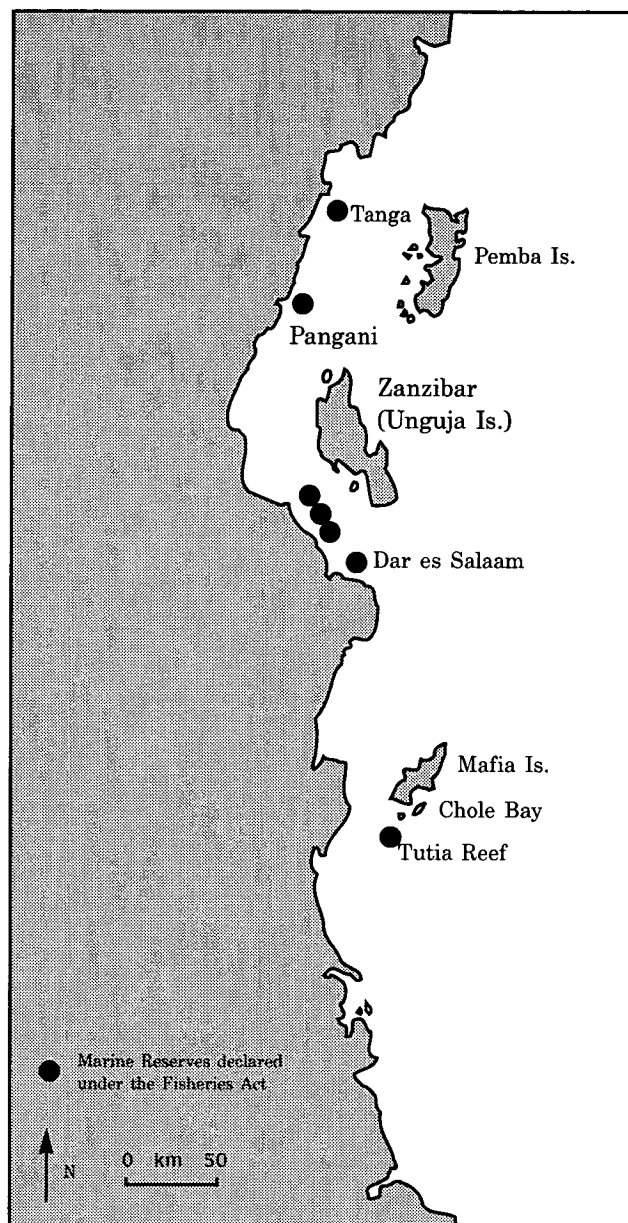 Tanga
Pemba Is.
Pangani
Zanzibar
(Unguja Is.)
Dar es Salaam
Mafia Is.
Chole Bay
Tutia Reef
Marine Reserves declared
under the Fisheries Act
N
0 km 50